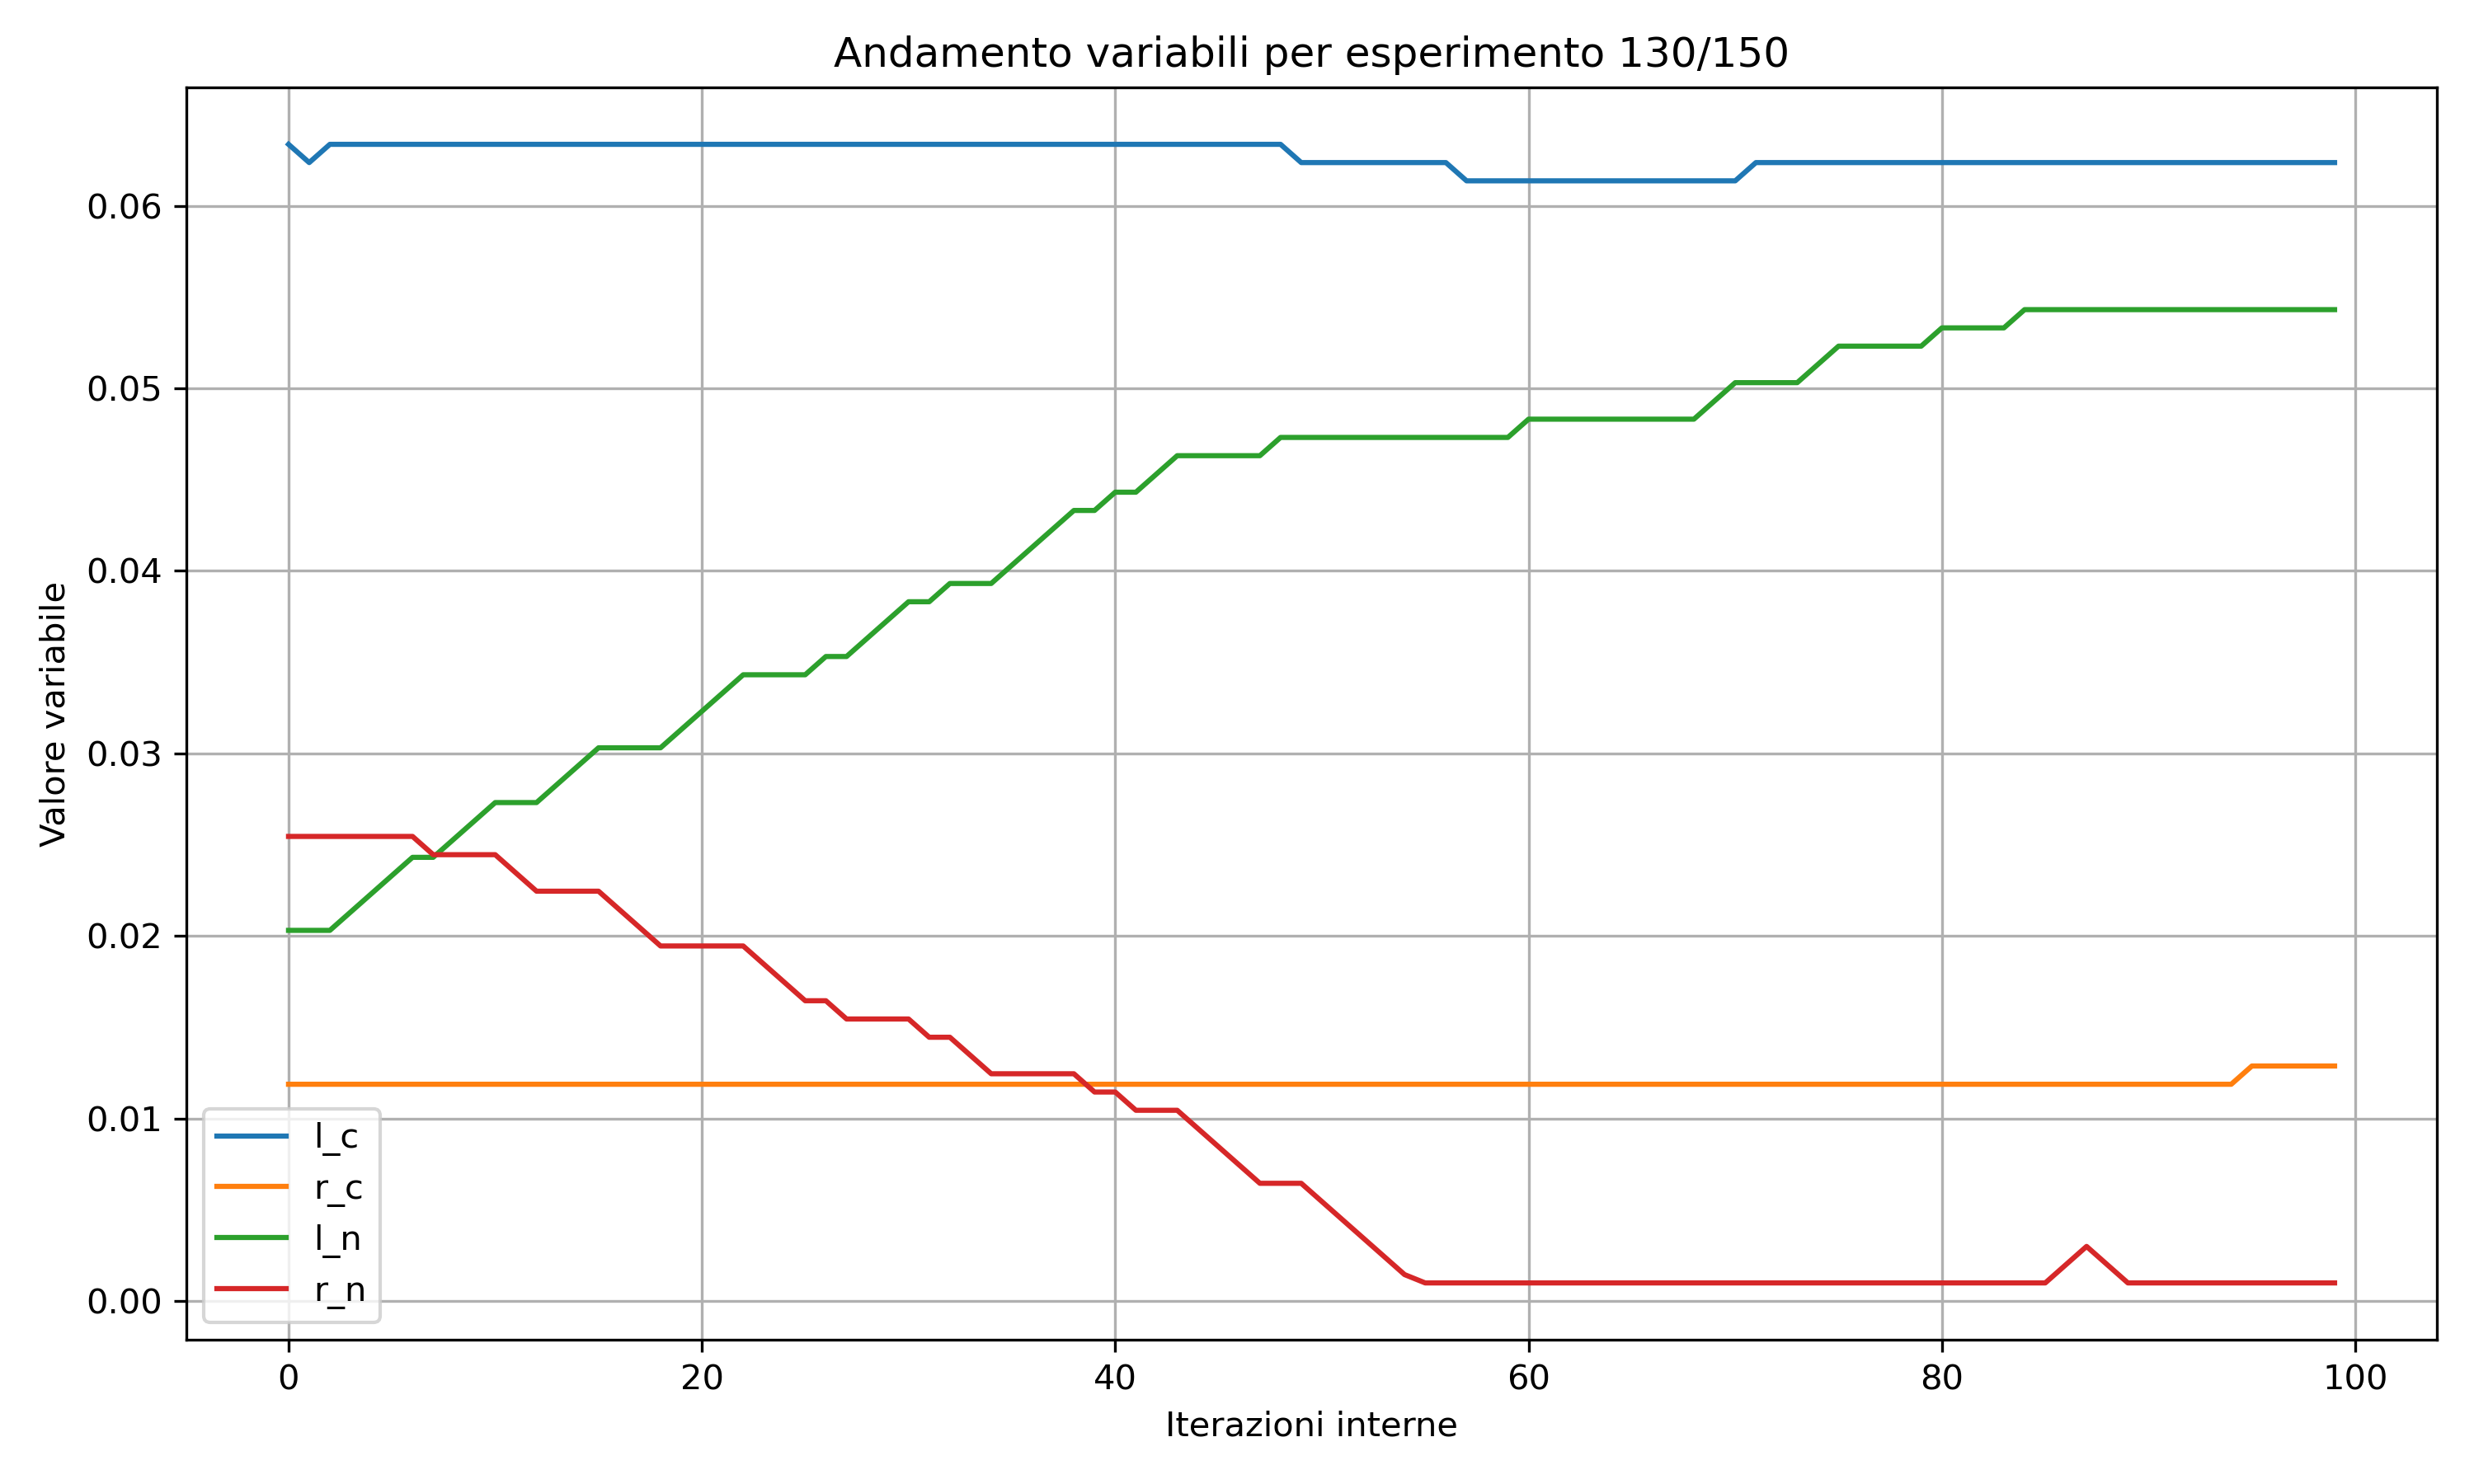 Andamento variabili per esperimento 130/150
Valore variabile
0.06
0.05
0.04
0.03
0.02
0.01
0.00
l_c
r_c
l_n
r_n
0 20 40 60 80 100
Iterazioni interne